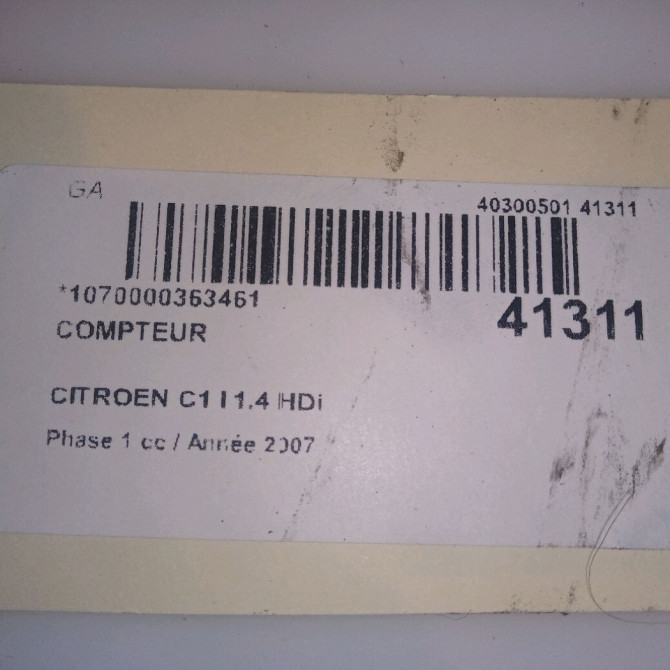 GA
40300501 41311
*1070000363461
41311
COMPTEUR
CITROEN C1 I 1.4 HDi
Phase 1 cc / Année 2007